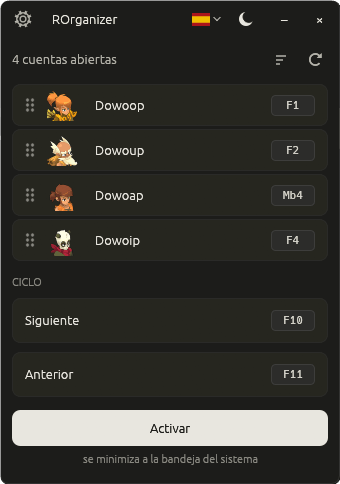 ROrganizer
4 cuentas abiertas
Dowoop F1
Dowoup F2
Dowoap Mb4
Dowoip F4
CICLO
Siguiente F10
Anterior F11
Activar
se minimiza a la bandeja del sistema